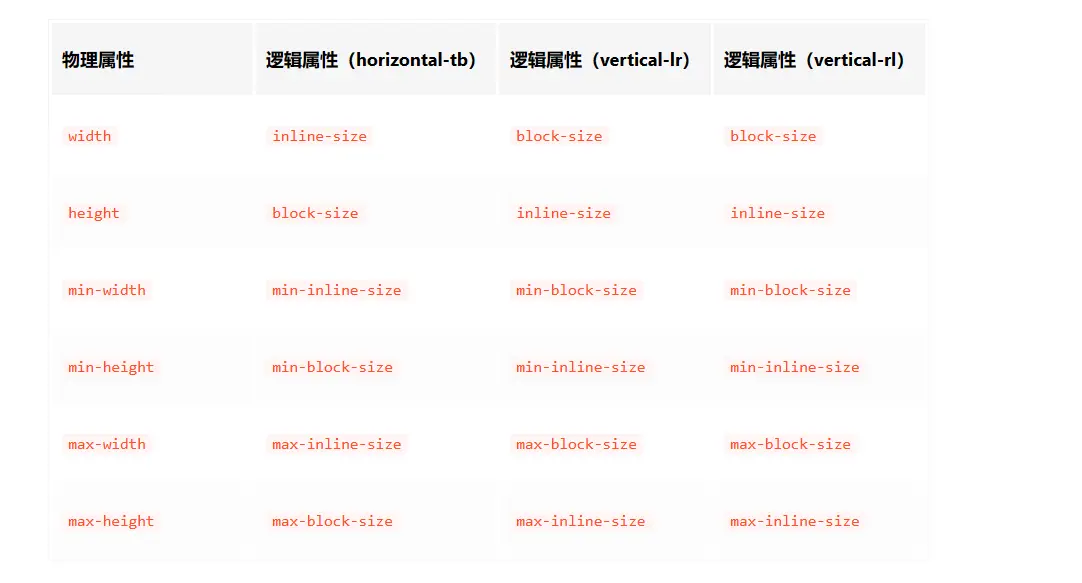 物理属性 逻辑属性（horizontal-tb） 逻辑属性（vertical-lr） 逻辑属性（vertical-rl）
width inline-size block-size block-size
height block-size inline-size inline-size
min-width min-inline-size min-block-size min-block-size
min-height min-block-size min-inline-size min-inline-size
max-width max-inline-size max-block-size max-block-size
max-height max-block-size max-inline-size max-inline-size